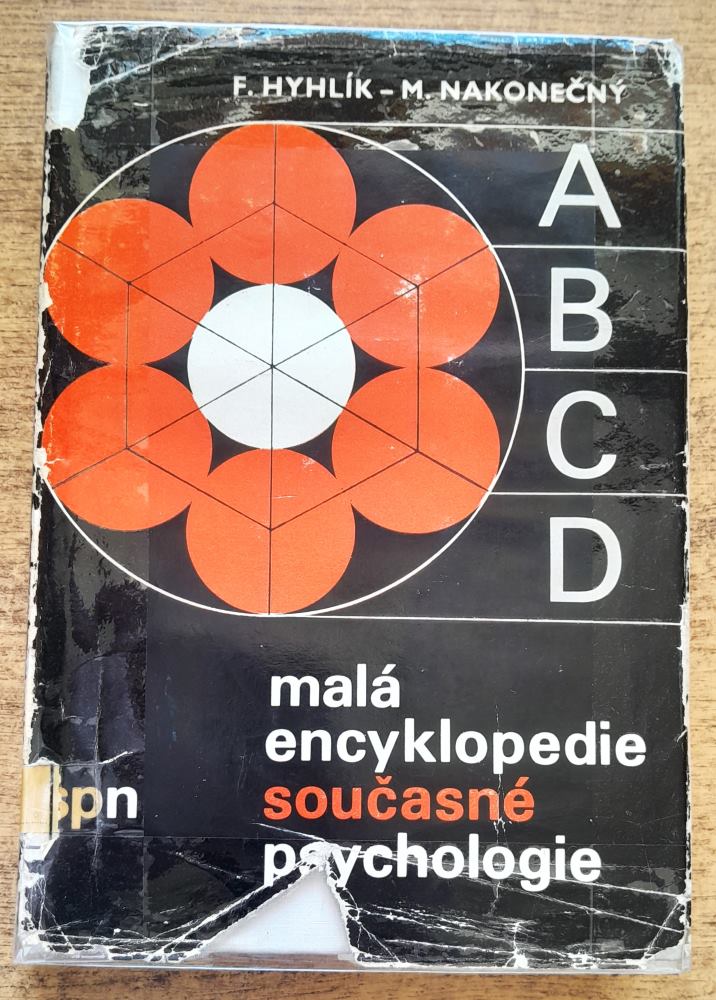 F. HYHLÍK – M. NAKONEČNÝ
A
B
C
D
malá
encyklopedie
současné
psychologie
spn